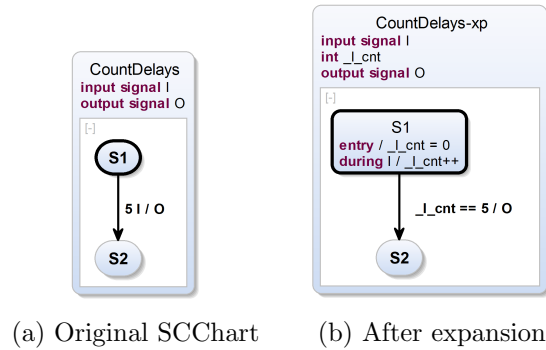 CountDelays
input signal I
output signal O
[-]
S1
5 I / O
S2
(a) Original SCChart
CountDelays-xp
input signal I
int _I_cnt
output signal O
[-]
S1
entry / _I_cnt = 0
during I / _I_cnt++
_I_cnt == 5 / O
S2
(b) After expansion